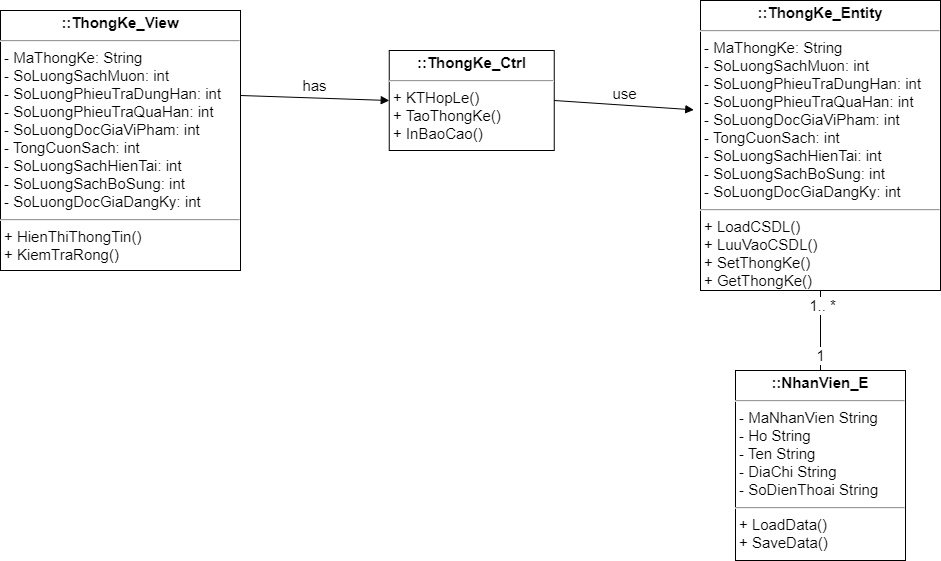 ::ThongKe_View
- MaThongKe: String
- SoLuongSachMuon: int
- SoLuongPhieuTraDungHan: int
- SoLuongPhieuTraQuaHan: int
- SoLuongDocGiaViPham: int
- TongCuonSach: int
- SoLuongSachHienTai: int
- SoLuongSachBoSung: int
- SoLuongDocGiaDangKy: int
+ HienThiThongTin()
+ KiemTraRong()
has
::ThongKe_Ctrl
+ KTHopLe()
+ TaoThongKe()
+ InBaoCao()
use
::ThongKe_Entity
- MaThongKe: String
- SoLuongSachMuon: int
- SoLuongPhieuTraDungHan: int
- SoLuongPhieuTraQuaHan: int
- SoLuongDocGiaViPham: int
- TongCuonSach: int
- SoLuongSachHienTai: int
- SoLuongSachBoSung: int
- SoLuongDocGiaDangKy: int
+ LoadCSDL()
+ LuuVaoCSDL()
+ SetThongKe()
+ GetThongKe()
1.. *
1
::NhanVien_E
- MaNhanVien String
- Ho String
- Ten String
- DiaChi String
- SoDienThoai String
+ LoadData()
+ SaveData()